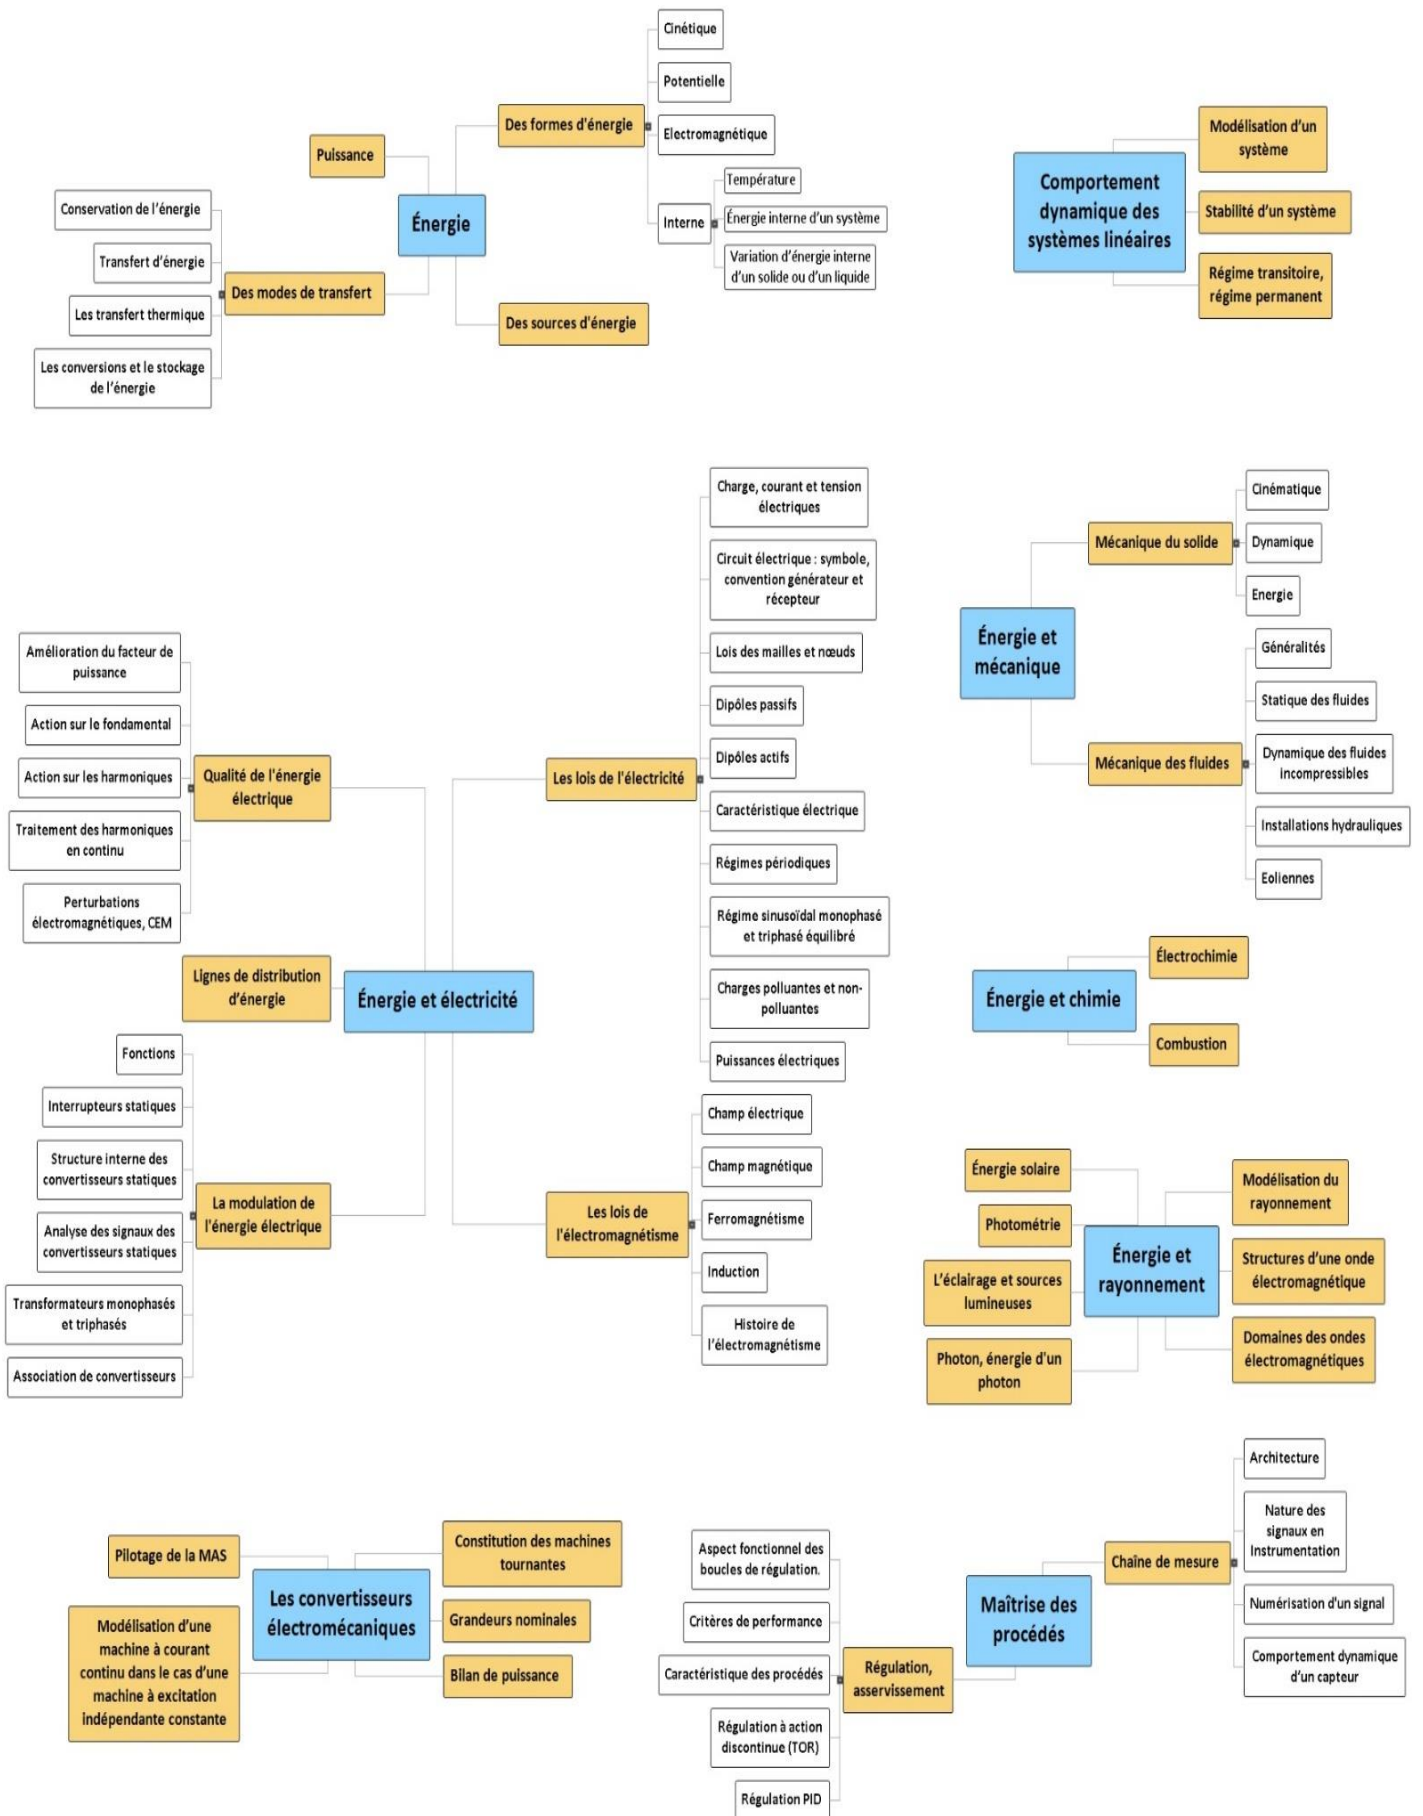 Cinétique
Potentielle
Electromagnétique
Des formes d'énergie
Puissance
Température
Interne
Énergie interne d'un système
Variation d'énergie interne
d'un solide ou d'un liquide
Énergie
Conservation de l'énergie
Transfert d'énergie
Les transfert thermique
Les conversions et le stockage
de l'énergie
Des modes de transfert
Des sources d'énergie
Comportement
dynamique des
systèmes linéaires
Modélisation d'un
système
Stabilité d'un système
Régime transitoire,
régime permanent
Amélioration du facteur de
puissance
Action sur le fondamental
Action sur les harmoniques
Traitement des harmoniques
en continu
Perturbations
électromagnétiques, CEM
Qualité de l'énergie
électrique
Lignes de distribution
d'énergie
Énergie et électricité
Fonctions
Interrupteurs statiques
Structure interne des
convertisseurs statiques
Analyse des signaux des
convertisseurs statiques
Transformateurs monophasés
et triphasés
Association de convertisseurs
La modulation de
l'énergie électrique
Les lois de l'électricité
Charge, courant et tension
électriques
Circuit électrique : symbole,
convention générateur et
récepteur
Lois des mailles et nœuds
Dipôles passifs
Dipôles actifs
Caractéristique électrique
Régimes périodiques
Régime sinusoïdal monophasé
et triphasé équilibré
Charges polluantes et non-
polluantes
Puissances électriques
Les lois de
l'électromagnétisme
Champ électrique
Champ magnétique
Ferromagnétisme
Induction
Histoire de
l'électromagnétisme
Énergie et
mécanique
Mécanique du solide
Cinématique
Dynamique
Energie
Mécanique des fluides
Généralités
Statique des fluides
Dynamique des fluides
incompressibles
Installations hydrauliques
Eoliennes
Énergie et chimie
Électrochimie
Combustion
Énergie solaire
Photométrie
L'éclairage et sources
lumineuses
Photon, énergie d'un
photon
Énergie et
rayonnement
Modélisation du
rayonnement
Structures d'une onde
électromagnétique
Domaines des ondes
électromagnétiques
Pilotage de la MAS
Modélisation d'une
machine à courant
continu dans le cas d'une
machine à excitation
indépendante constante
Les convertisseurs
électromécaniques
Constitution des machines
tournantes
Grandeurs nominales
Bilan de puissance
Aspect fonctionnel des
boucles de régulation.
Critères de performance
Caractéristique des procédés
Régulation à action
discontinue (TOR)
Régulation PID
Régulation,
asservissement
Maîtrise des
procédés
Chaîne de mesure
Architecture
Nature des
signaux en
Instrumentation
Numérisation d'un signal
Comportement dynamique
d'un capteur